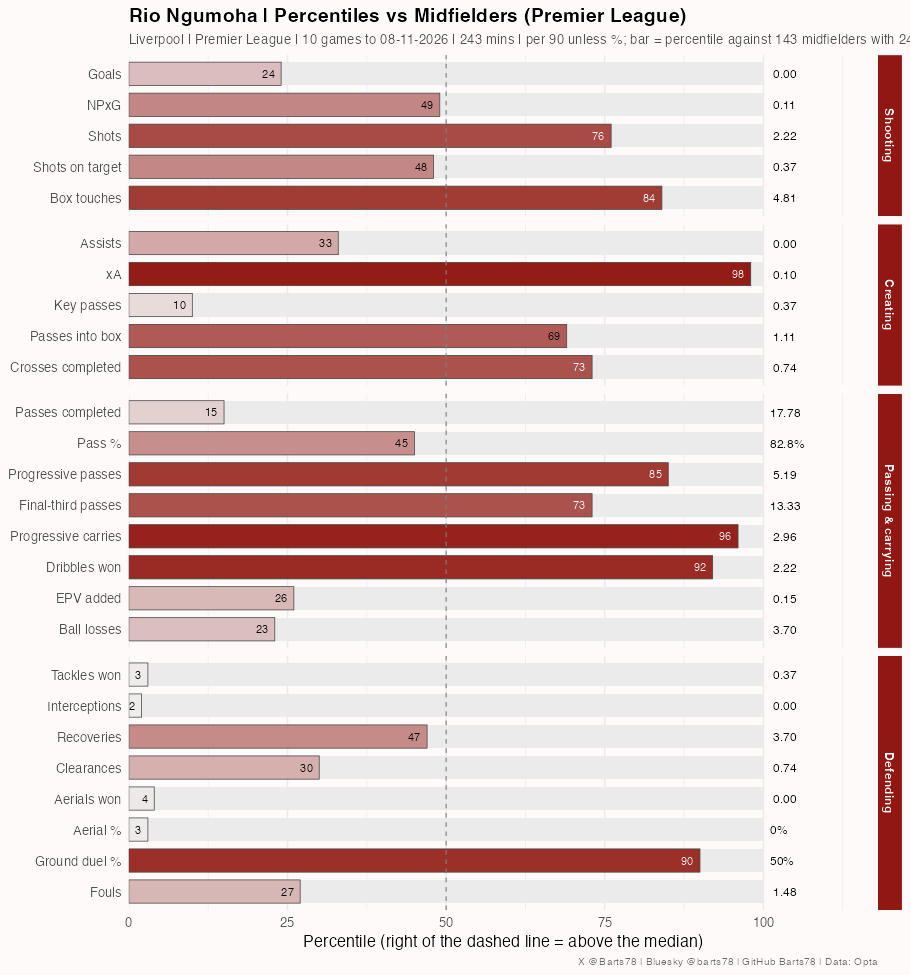 Rio Ngumoha | Percentiles vs Midfielders (Premier League)
Liverpool | Premier League | 10 games to 08-11-2026 | 243 mins | per 90 unless %; bar = percentile against 143 midfielders with 24
Goals 24 0.00
NPxG 49 0.11
Shots 76 2.22
Shots on target 48 0.37
Box touches 84 4.81
Shooting
Assists 33 0.00
xA 98 0.10
Key passes 10 0.37
Passes into box 69 1.11
Crosses completed 73 0.74
Creating
Passes completed 15 17.78
Pass % 45 82.8%
Progressive passes 85 5.19
Final-third passes 73 13.33
Progressive carries 96 2.96
Dribbles won 92 2.22
EPV added 26 0.15
Ball losses 23 3.70
Passing & carrying
Tackles won 3 0.37
Interceptions 2 0.00
Recoveries 47 3.70
Clearances 30 0.74
Aerials won 4 0.00
Aerial % 3 0%
Ground duel % 90 50%
Fouls 27 1.48
Defending
0 25 50 75 100
Percentile (right of the dashed line = above the median)
X @Barts78 | Bluesky @barts78 | GitHub Barts78 | Data: Opta